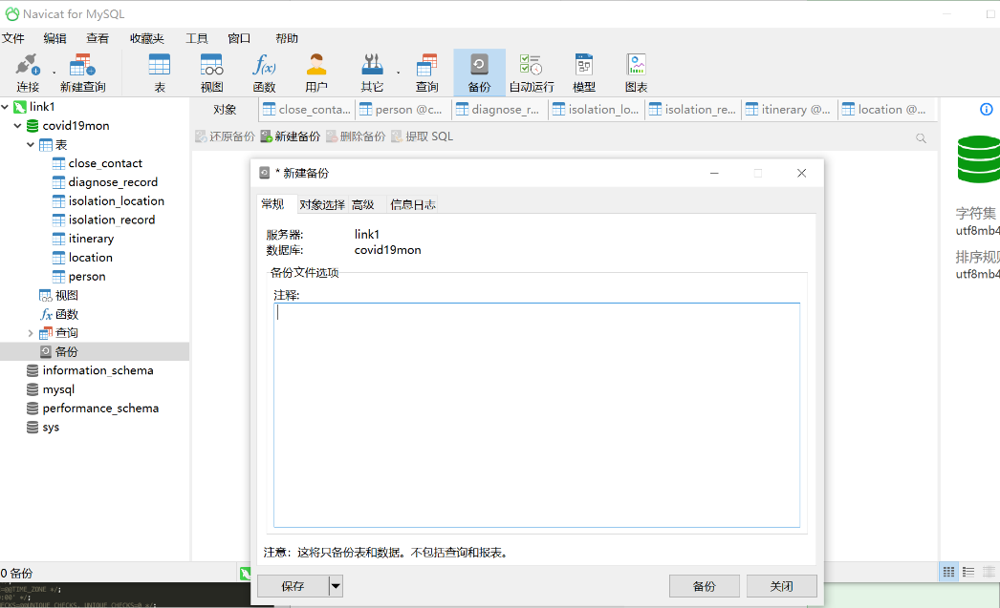 Navicat for MySQL
文件 编辑 查看 收藏夹 工具 窗口 帮助
连接 新建查询 表 视图 函数 用户 其它 查询 备份 自动运行 模型 图表
link1
covid19mon
表
close_contact
diagnose_record
isolation_location
isolation_record
itinerary
location
person
视图
函数
查询
备份
information_schema
mysql
performance_schema
sys
对象 close_conta... person @c... diagnose_r... isolation_lo... isolation_re... itinerary @... location @...
还原备份 新建备份 删除备份 提取 SQL
* 新建备份
常规 对象选择 高级 信息日志
服务器: link1
数据库: covid19mon
备份文件选项
注释:
注意：这将只备份表和数据。不包括查询和报表。
保存 备份 关闭
字符集
utf8mb4
排序规则
utf8mb4
0 备份
=@@TIME_ZONE */;
:00' */;
ECKS=@@UNIQUE_CHECKS, UNIQUE_CHECKS=0 */;